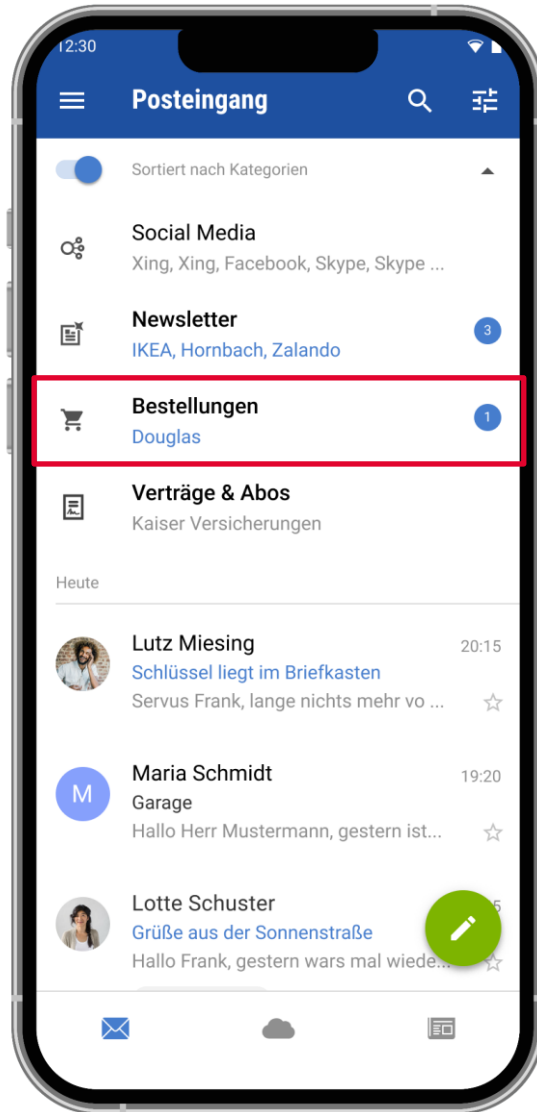 12:30
Posteingang
Sortiert nach Kategorien
Social Media
Xing, Xing, Facebook, Skype, Skype ...
Newsletter
3
IKEA, Hornbach, Zalando
Bestellungen
1
Douglas
Verträge & Abos
Kaiser Versicherungen
Heute
Lutz Miesing
20:15
Schlüssel liegt im Briefkasten
Servus Frank, lange nichts mehr vo ...
Maria Schmidt
19:20
M
Garage
Hallo Herr Mustermann, gestern ist...
Lotte Schuster
Grüße aus der Sonnenstraße
Hallo Frank, gestern wars mal wiede...